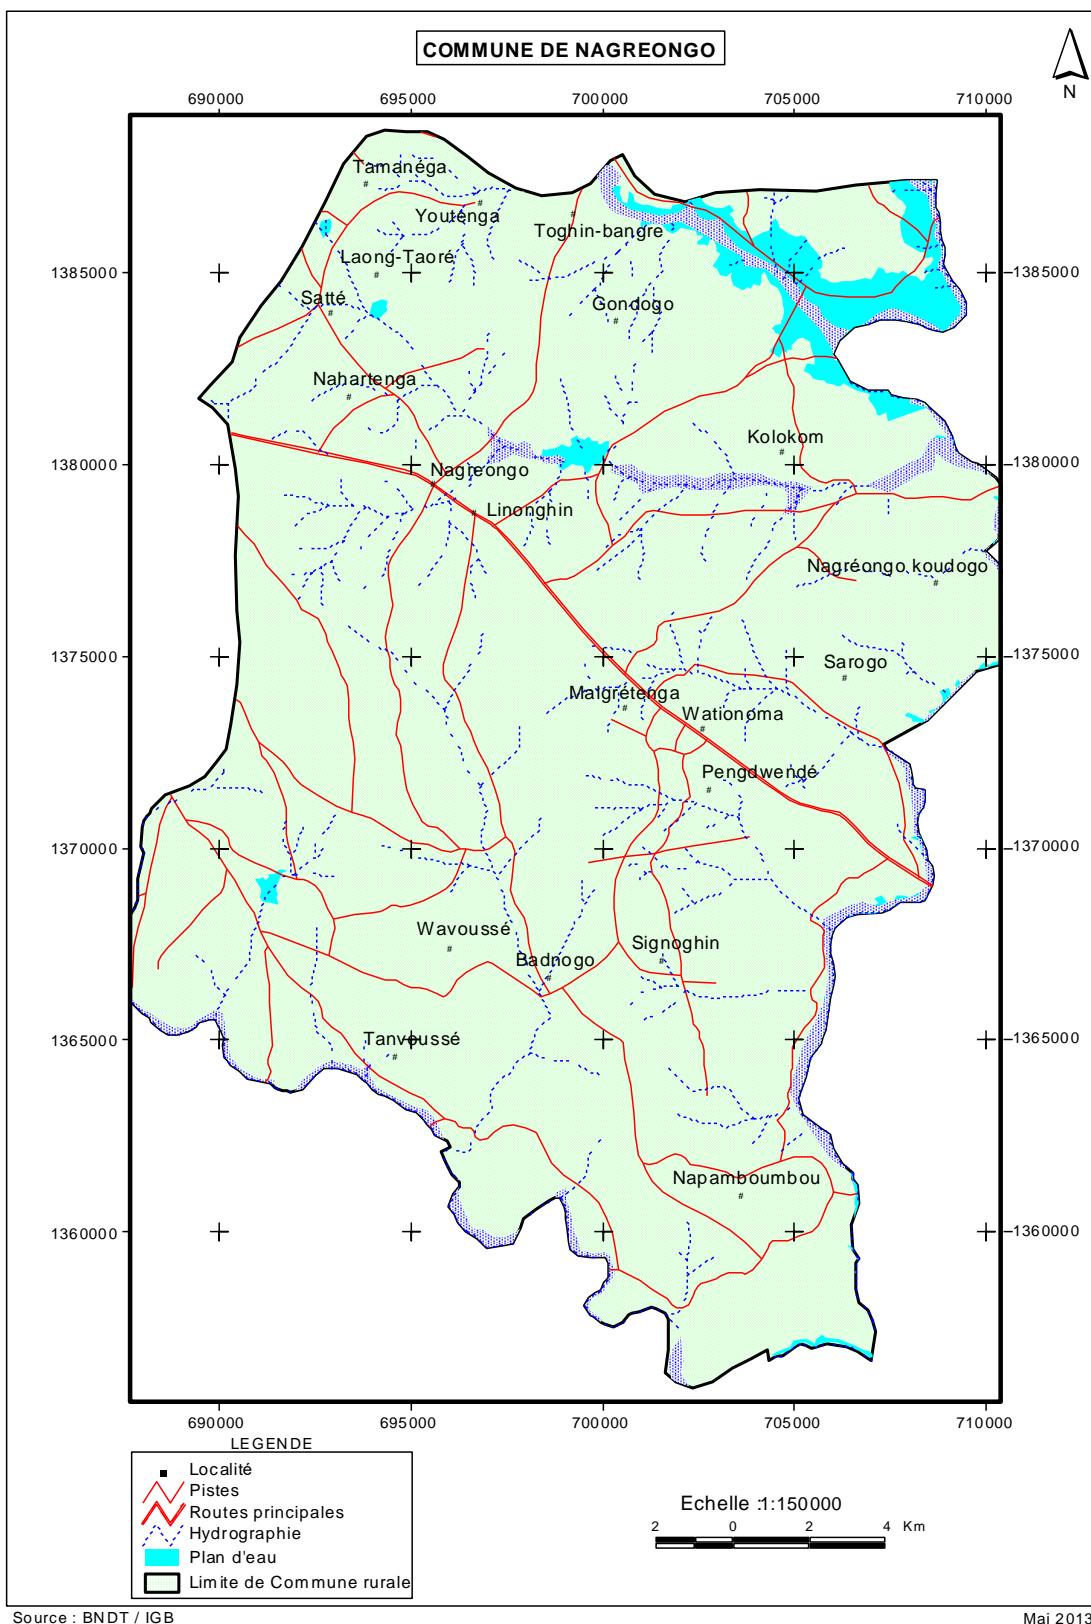 COMMUNE DE NAGREONGO
N
690000 695000 700000 705000 710000
Tamanéga
Youtenga
Toghin-bangre
Laong-Taoré
1385000 1385000
Satté
Gondogo
Nahartenga
Kolokom
1380000 1380000
Nagreongo
Linonghin
Nagréongo koudogo
1375000 1375000
Sarogo
Malgrétenga
Wationoma
Pengdwendé
1370000 1370000
Wavoussé
Signoghin
Badnogo
1365000 1365000
Tanvoussé
Napamboumbou
1360000 1360000
690000 695000 700000 705000 710000
LEGENDE
Localité
Pistes
Routes principales
Hydrographie
Plan d'eau
Limite de Commune rurale
Echelle :1:150000
2 0 2 4 Km
Source : BNDT / IGB
Mai 2013